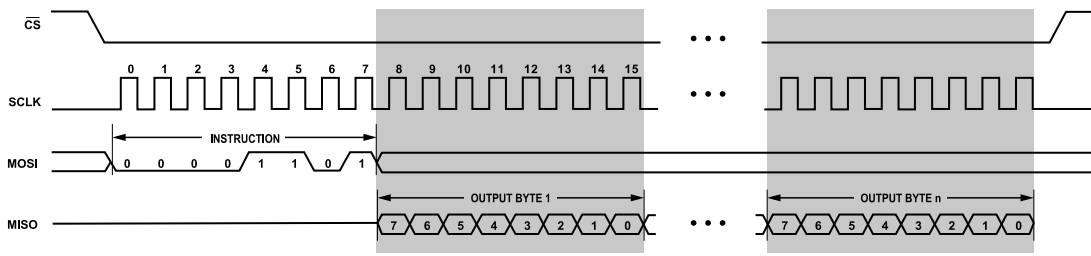 CS
0 1 2 3 4 5 6 7 8 9 10 11 12 13 14 15
SCLK
INSTRUCTION
MOSI 0 0 0 0 1 1 0 1
OUTPUT BYTE 1 OUTPUT BYTE n
MISO 7 6 5 4 3 2 1 0 7 6 5 4 3 2 1 0